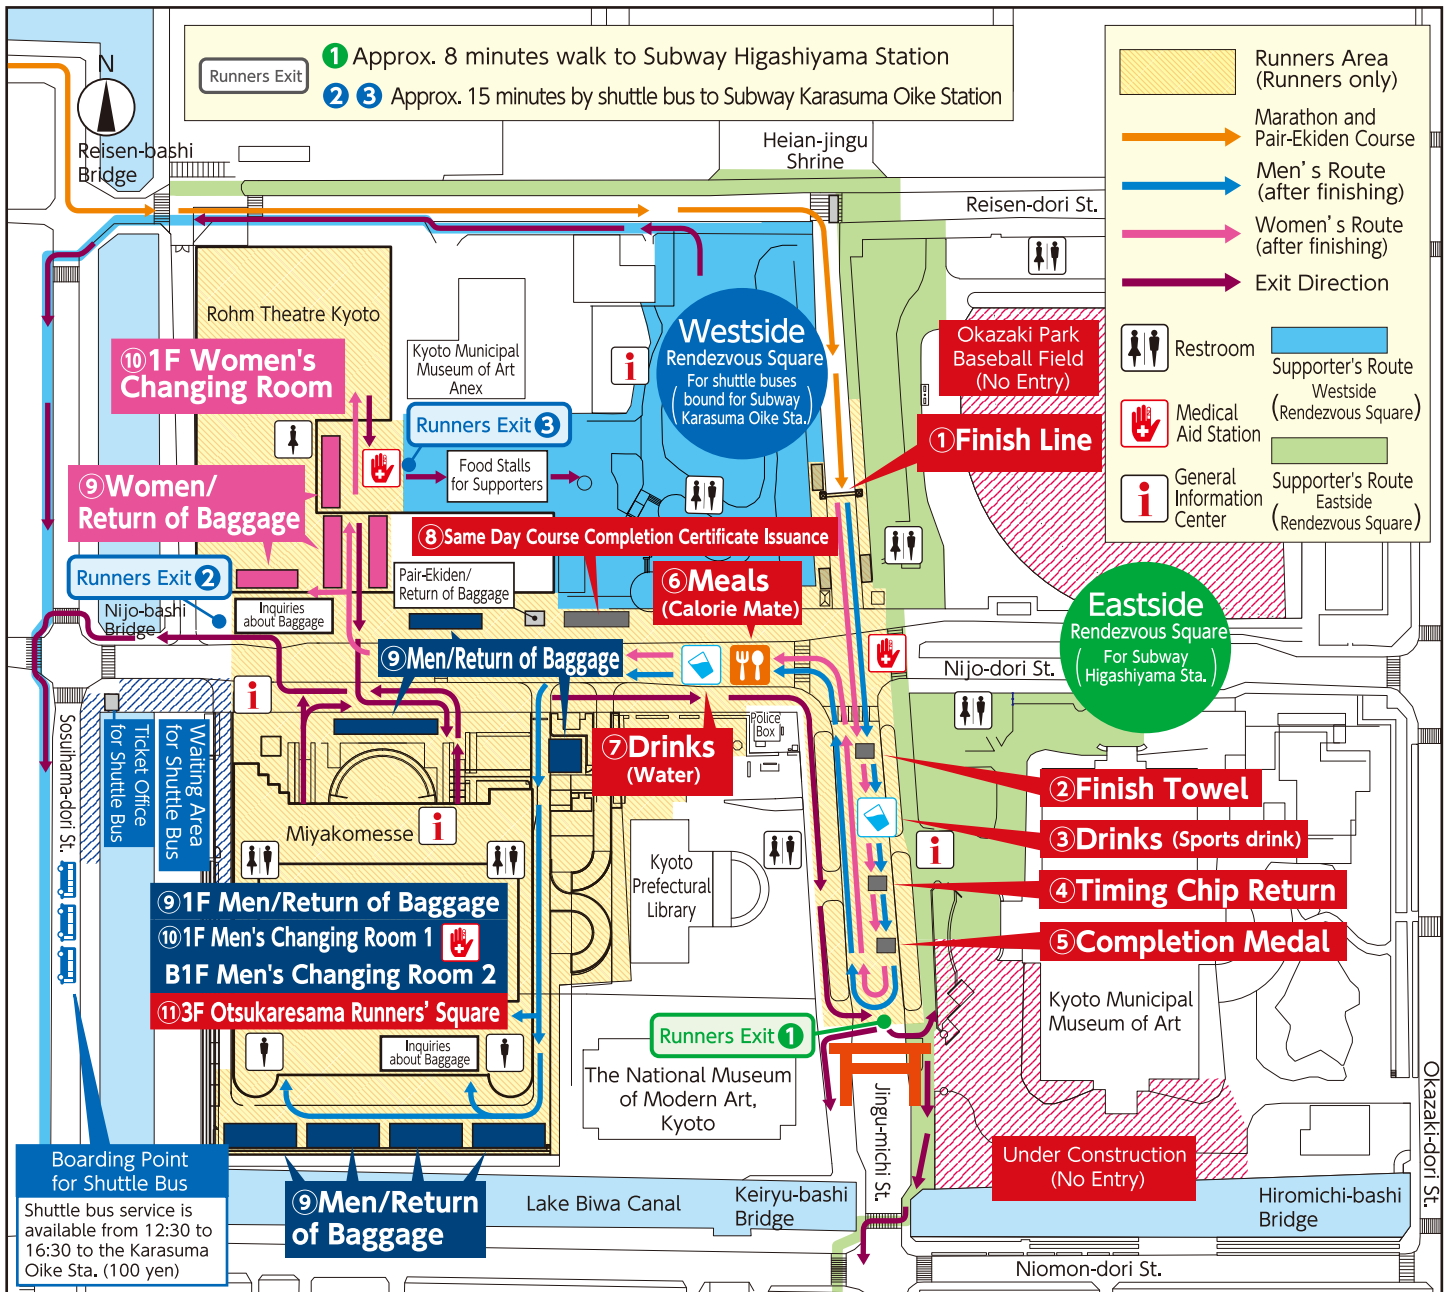 Runners Exit
1 Approx. 8 minutes walk to Subway Higashiyama Station
2 3 Approx. 15 minutes by shuttle bus to Subway Karasuma Oike Station
Runners Area
(Runners only)
Marathon and
Pair-Ekiden Course
Men's Route
(after finishing)
Women's Route
(after finishing)
Exit Direction
Restroom
Medical
Aid Station
General
Information
Center
Supporter's Route
Westside
(Rendezvous Square)
Supporter's Route
Eastside
(Rendezvous Square)
N
Reisen-bashi
Bridge
Heian-jingu
Shrine
Reisen-dori St.
Rohm Theatre Kyoto
⑩1F Women's
Changing Room
Kyoto Municipal
Museum of Art
Anex
Westside
Rendezvous Square
(For shuttle buses
bound for Subway
Karasuma Oike Sta.)
Okazaki Park
Baseball Field
(No Entry)
①Finish Line
Runners Exit 3
Food Stalls
for Supporters
⑨Women/
Return of Baggage
⑧Same Day Course Completion Certificate Issuance
Runners Exit 2
Pair-Ekiden/
Return of Baggage
⑥Meals
(Calorie Mate)
Nijo-bashi
Bridge
Inquiries
about Baggage
⑨Men/Return of Baggage
Eastside
Rendezvous Square
(For Subway
Higashiyama Sta.)
Nijo-dori St.
Police
Box
⑦Drinks
(Water)
②Finish Towel
③Drinks (Sports drink)
④Timing Chip Return
⑤Completion Medal
Sosuihama-dori St.
Ticket Office
for Shuttle Bus
Waiting Area
for Shuttle Bus
Miyakomesse
Kyoto
Prefectural
Library
⑨1F Men/Return of Baggage
⑩1F Men's Changing Room 1
B1F Men's Changing Room 2
⑪3F Otsukaresama Runners' Square
Inquiries
about Baggage
Runners Exit 1
Kyoto Municipal
Museum of Art
The National Museum
of Modern Art,
Kyoto
Jingu-michi St.
Okazaki-dori St.
Under Construction
(No Entry)
Boarding Point
for Shuttle Bus
Shuttle bus service is
available from 12:30 to
16:30 to the Karasuma
Oike Sta. (100 yen)
⑨Men/Return
of Baggage
Lake Biwa Canal
Keiryu-bashi
Bridge
Hiromichi-bashi
Bridge
Niomon-dori St.